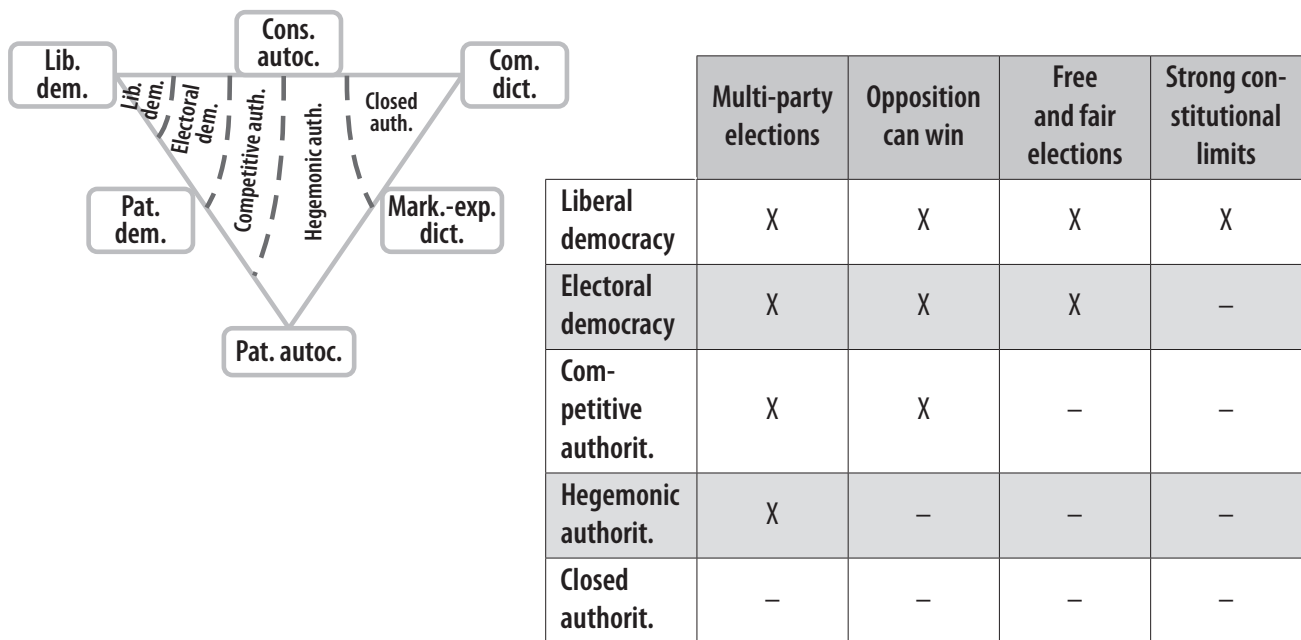 Cons.
autoc.
Lib.
dem.
Com.
dict.
Lib.
dem.
Electoral
dem.
Competitive auth.
Hegemonic auth.
Closed
auth.
Pat.
dem.
Mark.-exp.
dict.
Pat. autoc.
Multi-party
elections
Opposition
can win
Free
and fair
elections
Strong con-
stitutional
limits
Liberal
democracy
X
X
X
X
Electoral
democracy
X
X
X
–
Com-
petitive
authorit.
X
X
–
–
Hegemonic
authorit.
X
–
–
–
Closed
authorit.
–
–
–
–